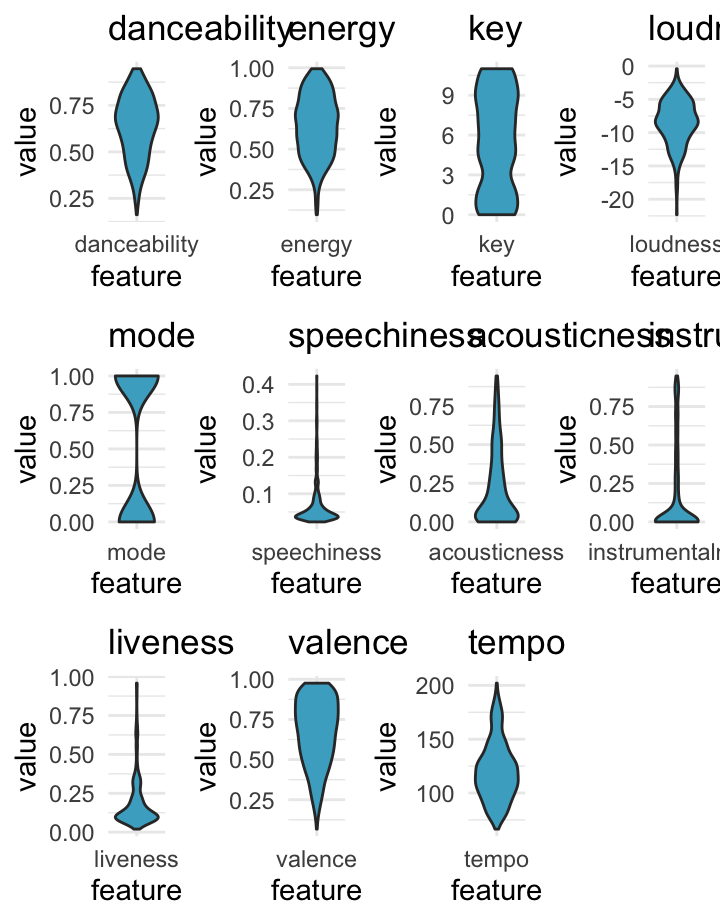 danceability energy key loudr
value 0.75 0.50 0.25 value 1.00 0.75 0.50 0.25 value 9 6 3 0 value 0 -5 -10 -15 -20
danceability energy key loudness
feature feature feature feature
mode speechiness acousticness instru
value 1.00 0.75 0.50 0.25 0.00 value 0.4 0.3 0.2 0.1 value 0.75 0.50 0.25 0.00 value 0.75 0.50 0.25 0.00
mode speechiness acousticness instrumentalr
feature feature feature feature
liveness valence tempo
value 1.00 0.75 0.50 0.25 0.00 value 1.00 0.75 0.50 0.25 value 200 150 100
liveness valence tempo
feature feature feature